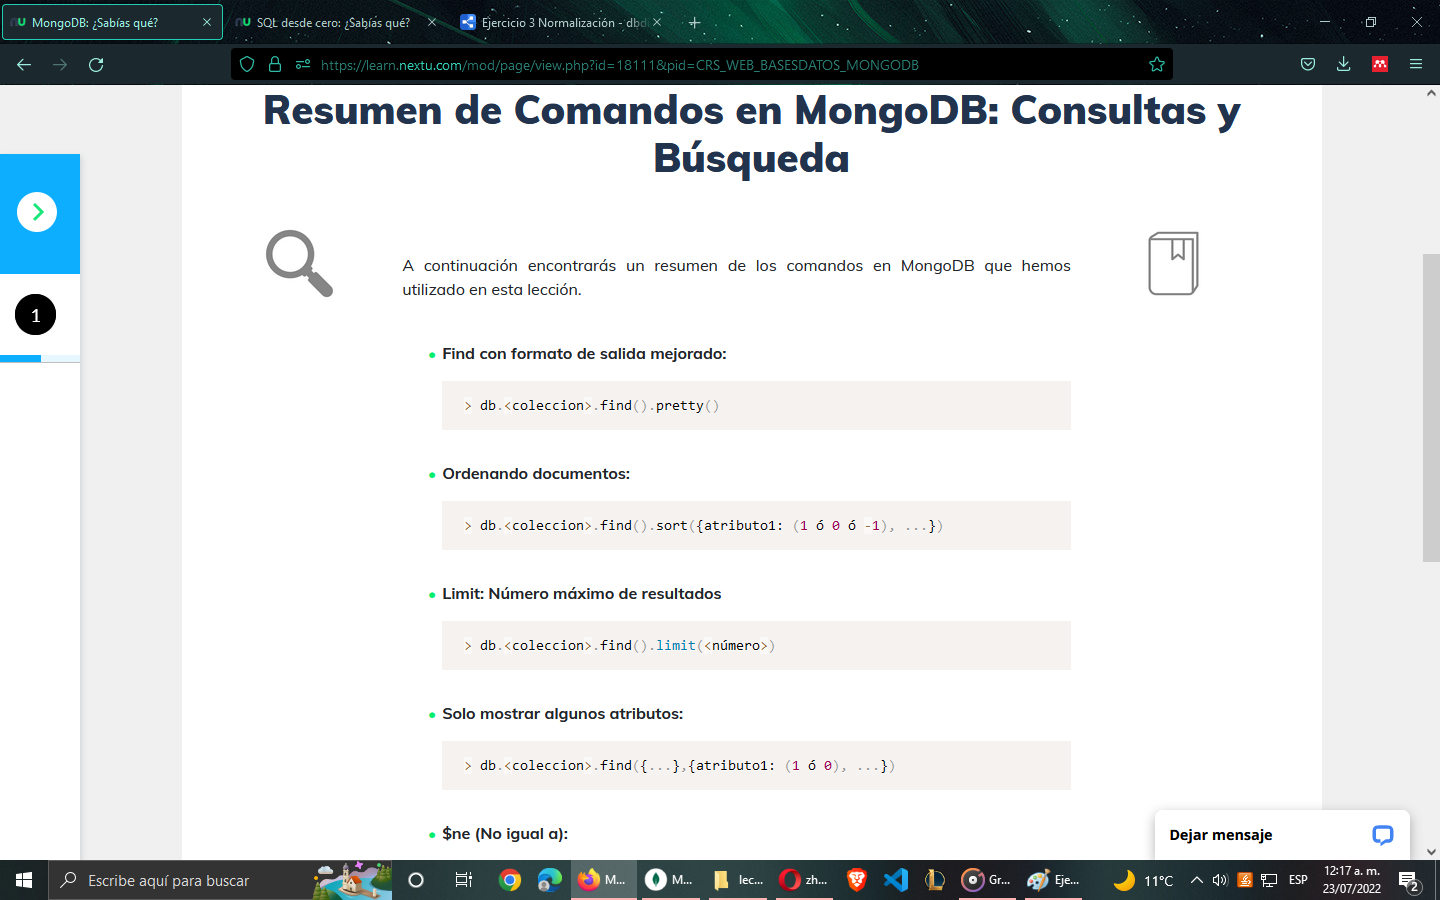 MongoDB: ¿Sabías qué?
SQL desde cero: ¿Sabías qué?
Ejercicio 3 Normalización - dbd
https://learn.nextu.com/mod/page/view.php?id=18111&pid=CRS_WEB_BASESDATOS_MONGODB
Resumen de Comandos en MongoDB: Consultas y
Búsqueda
1
A continuación encontrarás un resumen de los comandos en MongoDB que hemos
utilizado en esta lección.
• Find con formato de salida mejorado:
> db.<coleccion>.find().pretty()
• Ordenando documentos:
> db.<coleccion>.find().sort({atributo1: (1 ó 0 ó -1), ...})
• Limit: Número máximo de resultados
> db.<coleccion>.find().limit(<número>)
• Solo mostrar algunos atributos:
> db.<coleccion>.find({...},{atributo1: (1 ó 0), ...})
• $ne (No igual a):
Dejar mensaje
Escribe aquí para buscar
M...
M...
lec...
zh...
Gr...
Eje...
11°C
ESP
12:17 a. m.
23/07/2022
2